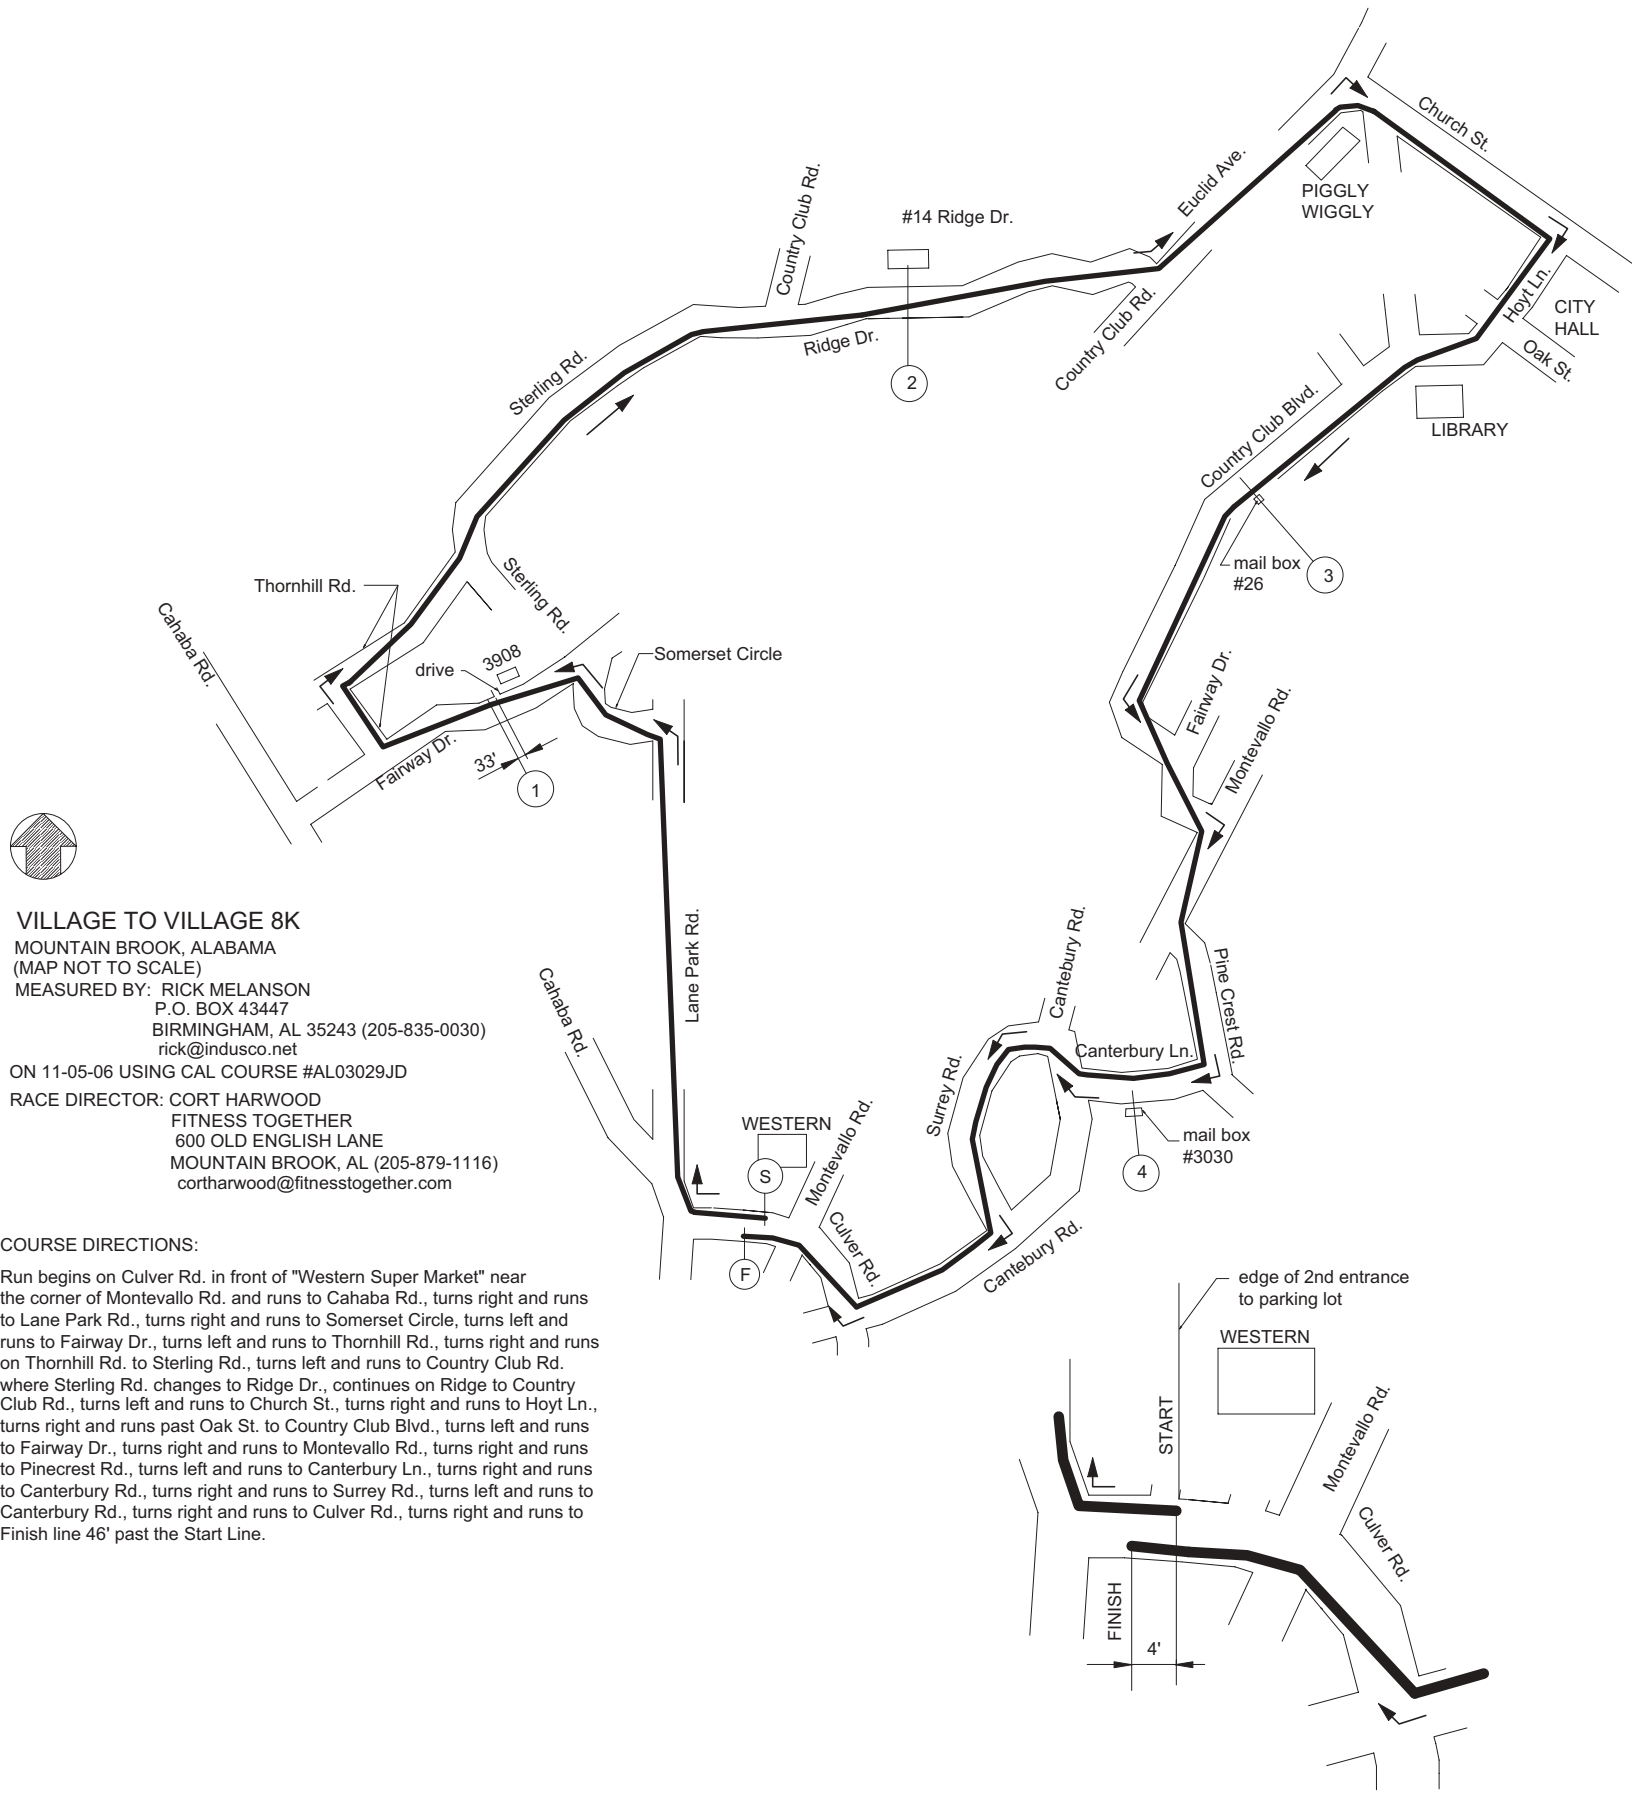 Church St.
Euclid Ave.
PIGGLY
WIGGLY
Country Club Rd.
#14 Ridge Dr.
Hoyt Ln.
CITY
HALL
Oak St.
Country Club Rd.
Ridge Dr.
2
Sterling Rd.
Country Club Blvd.
LIBRARY
mail box
#26
3
Sterling Rd.
Thornhill Rd.
Cahaba Rd.
3908
drive
Somerset Circle
Fairway Dr.
33'
1
Fairway Dr.
Montevallo Rd.
VILLAGE TO VILLAGE 8K
MOUNTAIN BROOK, ALABAMA
(MAP NOT TO SCALE)
MEASURED BY: RICK MELANSON
P.O. BOX 43447
BIRMINGHAM, AL 35243 (205-835-0030)
rick@indusco.net
ON 11-05-06 USING CAL COURSE #AL03029JD
RACE DIRECTOR: CORT HARWOOD
FITNESS TOGETHER
600 OLD ENGLISH LANE
MOUNTAIN BROOK, AL (205-879-1116)
cortharwood@fitnesstogether.com
Lane Park Rd.
Cahaba Rd.
Cantebury Rd.
Pine Crest Rd.
Canterbury Ln.
Surrey Rd.
mail box
#3030
4
WESTERN
S
Montevallo Rd.
Culver Rd.
F
Cantebury Rd.
COURSE DIRECTIONS:
Run begins on Culver Rd. in front of "Western Super Market" near
the corner of Montevallo Rd. and runs to Cahaba Rd., turns right and runs
to Lane Park Rd., turns right and runs to Somerset Circle, turns left and
runs to Fairway Dr., turns left and runs to Thornhill Rd., turns right and runs
on Thornhill Rd. to Sterling Rd., turns left and runs to Country Club Rd.
where Sterling Rd. changes to Ridge Dr., continues on Ridge to Country
Club Rd., turns left and runs to Church St., turns right and runs to Hoyt Ln.,
turns right and runs past Oak St. to Country Club Blvd., turns left and runs
to Fairway Dr., turns right and runs to Montevallo Rd., turns right and runs
to Pinecrest Rd., turns left and runs to Canterbury Ln., turns right and runs
to Canterbury Rd., turns right and runs to Surrey Rd., turns left and runs to
Canterbury Rd., turns right and runs to Culver Rd., turns right and runs to
Finish line 46' past the Start Line.
edge of 2nd entrance
to parking lot
WESTERN
START
Montevallo Rd.
Culver Rd.
FINISH
4'